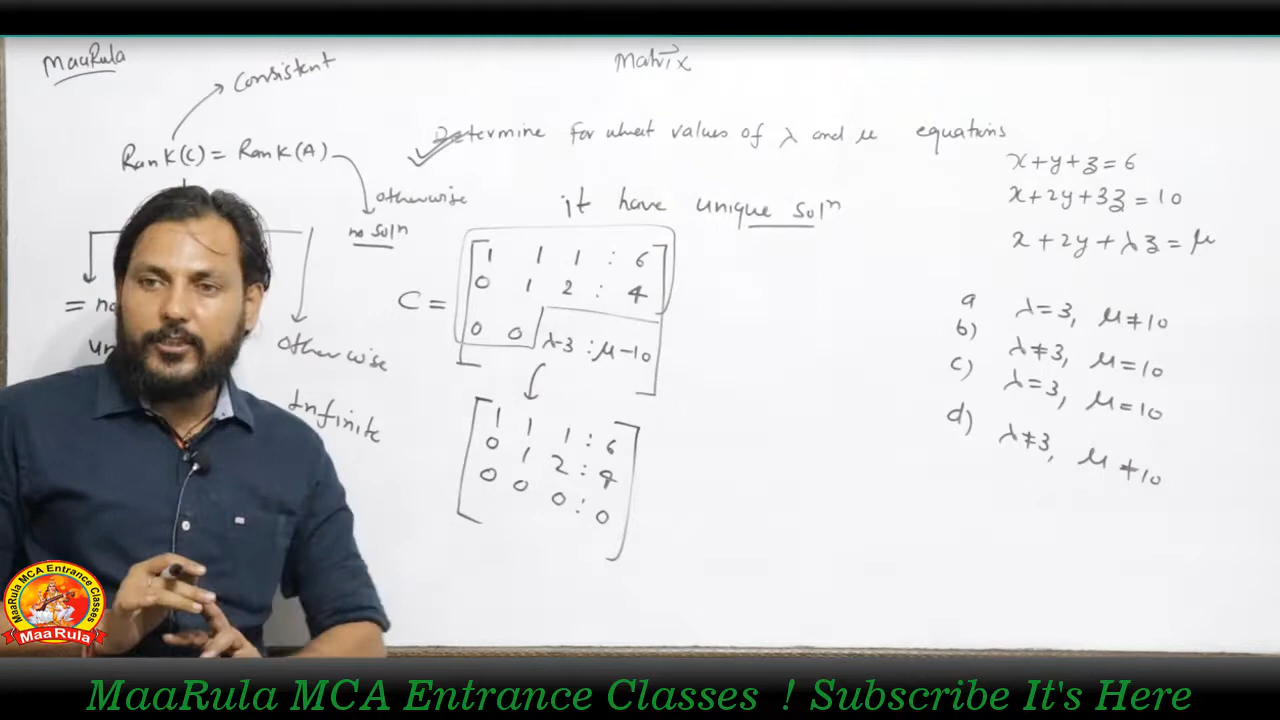 MaaRula
Matrix
Consistent
Rank(C) = Rank(A)
otherwise
no solⁿ
= no
un
otherwise
Infinite
Determine for what values of λ and μ equations
x+y+z=6
x+2y+3z=10
x+2y+λz=μ
it have unique solⁿ
C =
1 1 1 : 6
0 1 2 : 4
0 0 λ-3 : μ-10
1 1 1 : 6
0 1 2 : 4
0 0 0 : 0
a λ=3, μ≠10
b) λ≠3, μ=10
c) λ=3, μ=10
d) λ≠3, μ≠10
MaaRula MCA Entrance Classes
MaaRula
MaaRula MCA Entrance Classes ! Subscribe It's Here